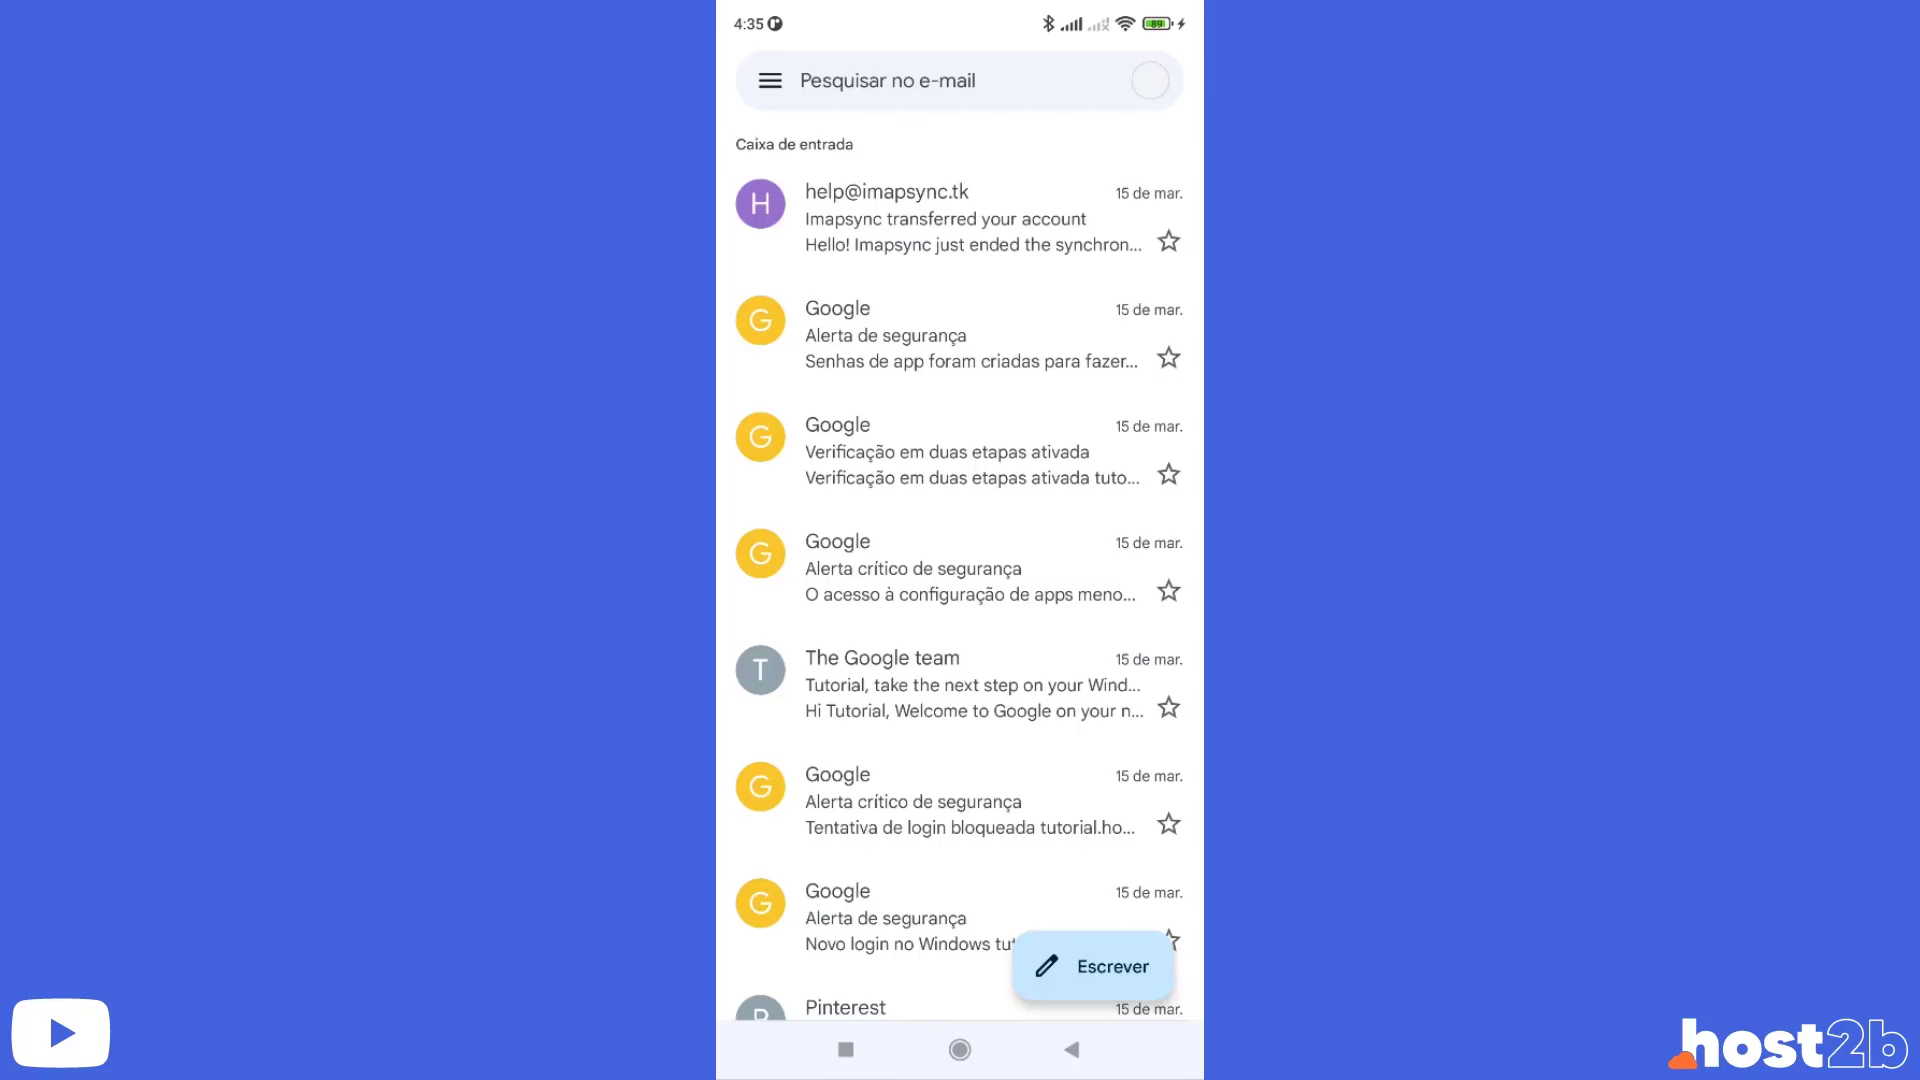 4:35
89
Pesquisar no e-mail
Caixa de entrada
H
help@imapsync.tk
15 de mar.
Imapsync transferred your account
Hello! Imapsync just ended the synchron...
G
Google
15 de mar.
Alerta de segurança
Senhas de app foram criadas para fazer...
G
Google
15 de mar.
Verificação em duas etapas ativada
Verificação em duas etapas ativada tuto...
G
Google
15 de mar.
Alerta crítico de segurança
O acesso à configuração de apps meno...
T
The Google team
15 de mar.
Tutorial, take the next step on your Wind...
Hi Tutorial, Welcome to Google on your n...
G
Google
15 de mar.
Alerta crítico de segurança
Tentativa de login bloqueada tutorial.ho...
G
Google
15 de mar.
Alerta de segurança
Novo login no Windows tut
Escrever
P
Pinterest
15 de mar.
host2b